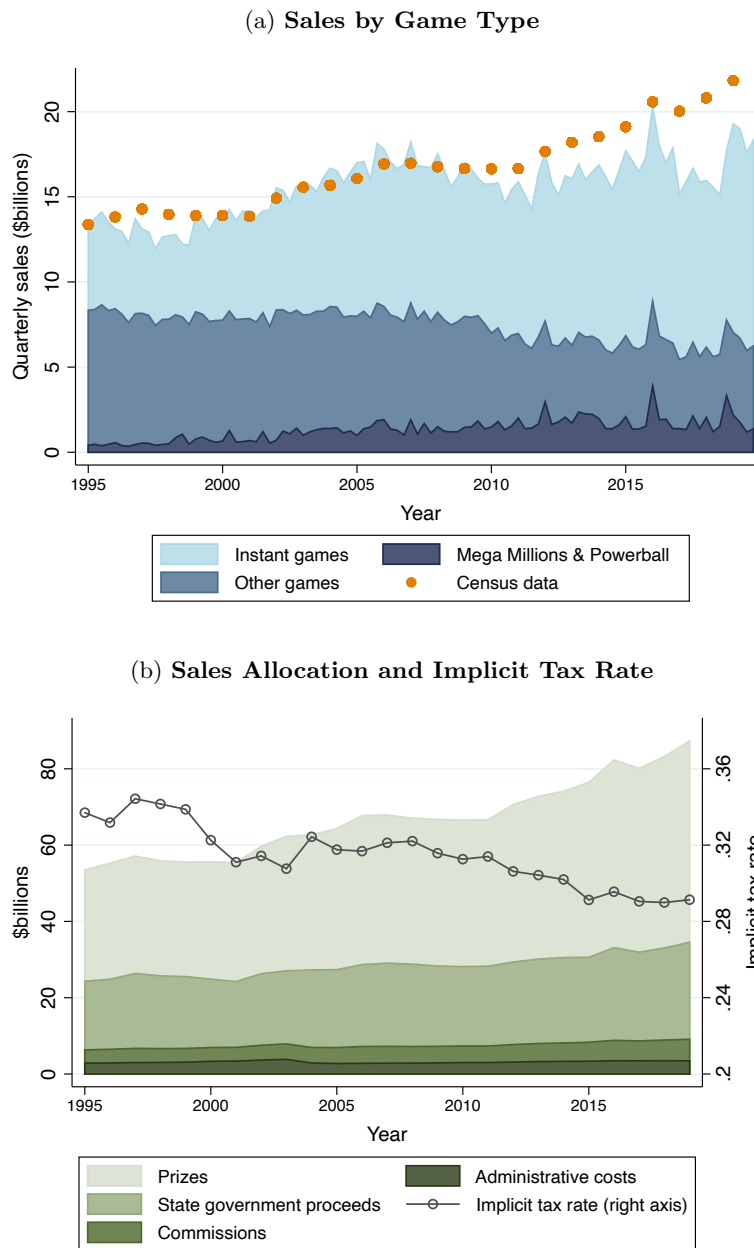 (a) Sales by Game Type
Quarterly sales ($billions)
20
15
10
5
0
1995 2000 2005 2010 2015
Year
Instant games Mega Millions & Powerball
Other games Census data
(b) Sales Allocation and Implicit Tax Rate
$billions
80
60
40
20
0
.36
.32
.28
.24
.2
Implicit tax rate
1995 2000 2005 2010 2015
Year
Prizes Administrative costs
State government proceeds Implicit tax rate (right axis)
Commissions